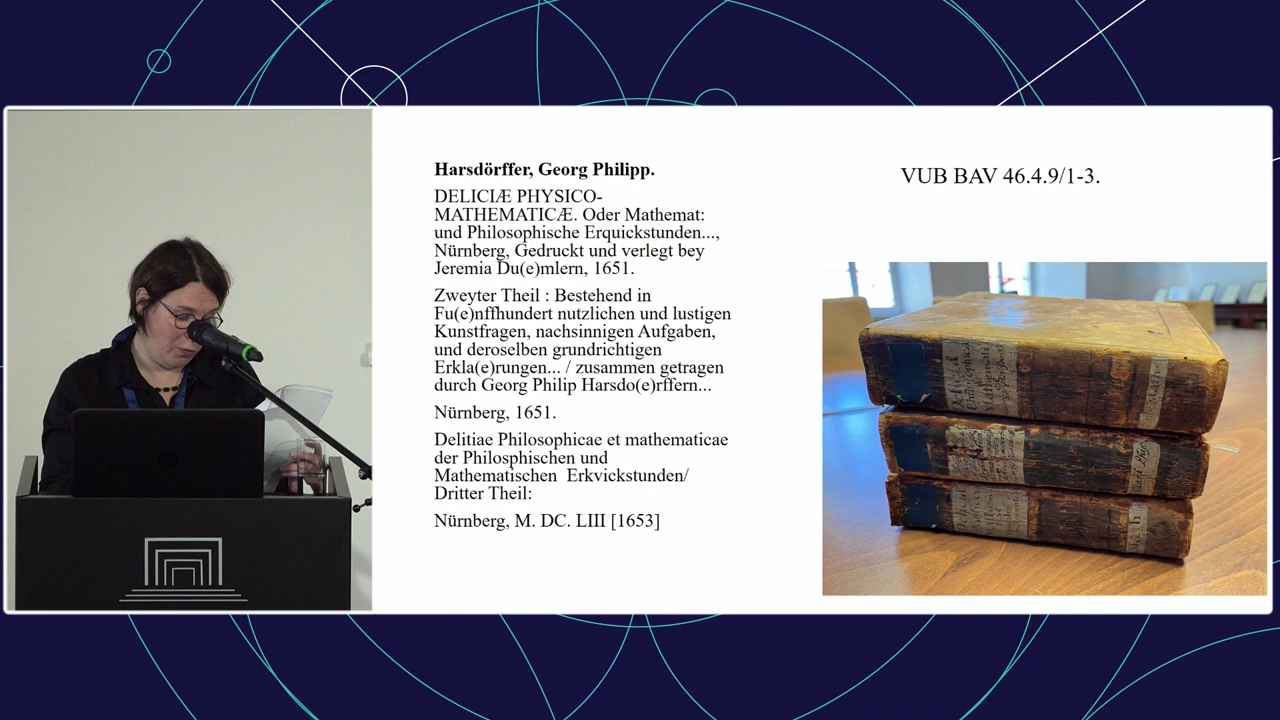 Harsdörffer, Georg Philipp.
DELICIÆ PHYSICO-
MATHEMATICÆ. Oder Mathemat:
und Philosophische Erquickstunden...,
Nürnberg, Gedruckt und verlegt bey
Jeremia Du(e)mlern, 1651.
Zweyter Theil : Bestehend in
Fu(e)nffhundert nutzlichen und lustigen
Kunstfragen, nachsinnigen Aufgaben,
und deroselben grundrichtigen
Erkla(e)rungen... / zusammen getragen
durch Georg Philip Harsdo(e)rffern...
Nürnberg, 1651.
Delitiae Philosophicae et mathematicae
der Philosphischen und
Mathematischen Erkvickstunden/
Dritter Theil:
Nürnberg, M. DC. LIII [1653]
VUB BAV 46.4.9/1-3.